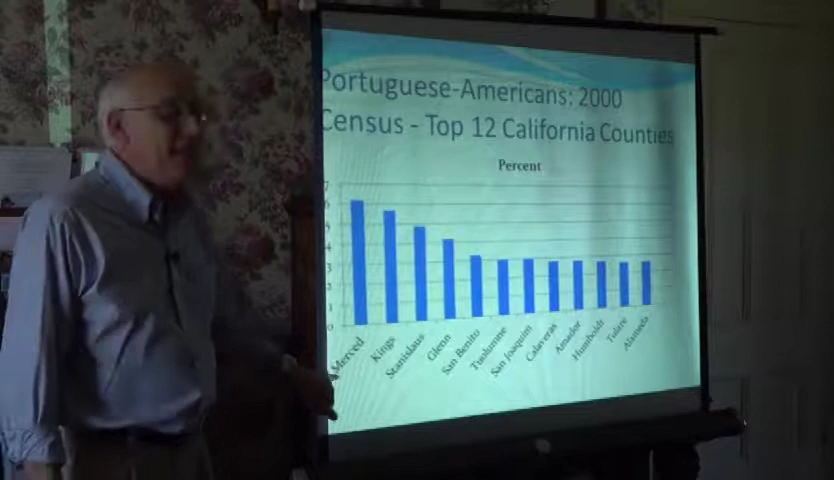 Portuguese-Americans: 2000
Census - Top 12 California Counties
Percent
7
6
5
4
3
2
1
0
Merced
Kings
Stanislaus
Glenn
San Benito
Tuolumne
San Joaquin
Calaveras
Amador
Humboldt
Tulare
Alameda